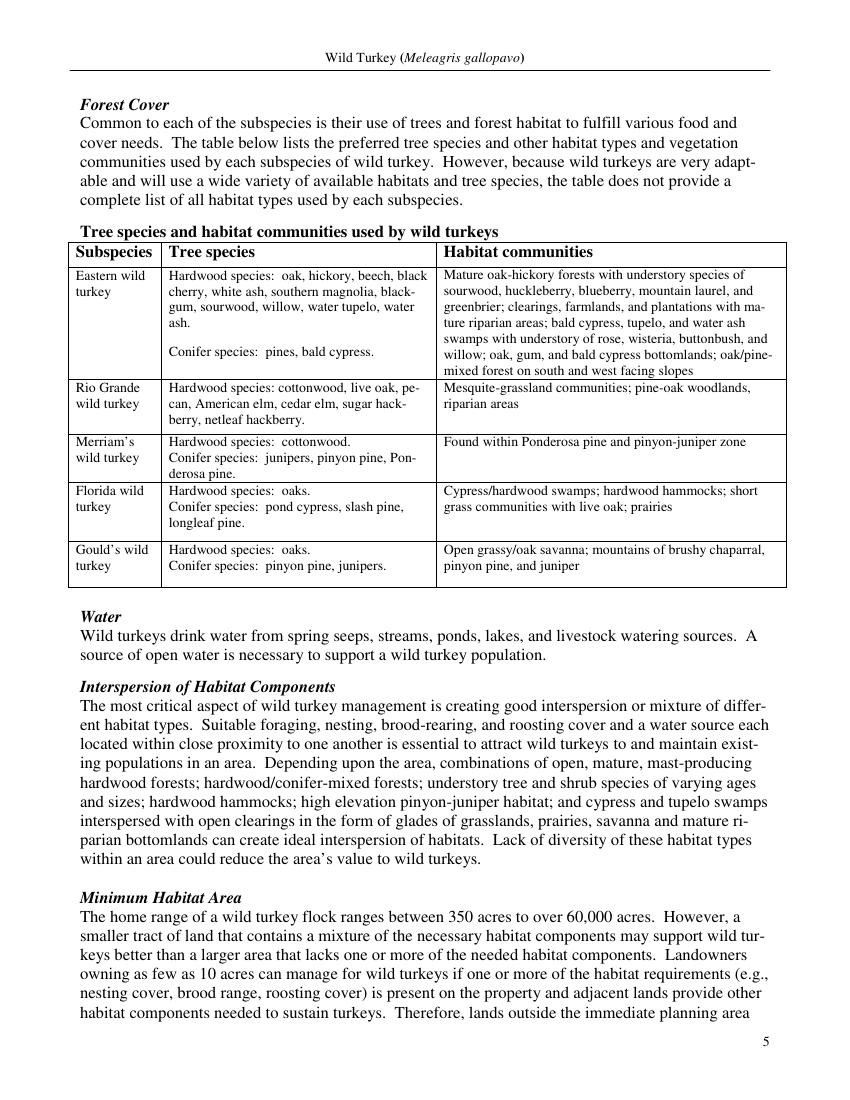 Wild Turkey (Meleagris gallopavo)
Forest Cover
Common to each of the subspecies is their use of trees and forest habitat to fulfill various food and
cover needs.  The table below lists the preferred tree species and other habitat types and vegetation
communities used by each subspecies of wild turkey.  However, because wild turkeys are very adapt-
able and will use a wide variety of available habitats and tree species, the table does not provide a
complete list of all habitat types used by each subspecies.
Tree species and habitat communities used by wild turkeys
Subspecies Tree species Habitat communities
Eastern wild
turkey
Hardwood species:  oak, hickory, beech, black
cherry, white ash, southern magnolia, black-
gum, sourwood, willow, water tupelo, water
ash.
Conifer species:  pines, bald cypress.
Mature oak-hickory forests with understory species of
sourwood, huckleberry, blueberry, mountain laurel, and
greenbrier; clearings, farmlands, and plantations with ma-
ture riparian areas; bald cypress, tupelo, and water ash
swamps with understory of rose, wisteria, buttonbush, and
willow; oak, gum, and bald cypress bottomlands; oak/pine-
mixed forest on south and west facing slopes
Rio Grande
wild turkey
Hardwood species: cottonwood, live oak, pe-
can, American elm, cedar elm, sugar hack-
berry, netleaf hackberry.
Mesquite-grassland communities; pine-oak woodlands,
riparian areas
Merriam's
wild turkey
Hardwood species:  cottonwood.
Conifer species:  junipers, pinyon pine, Pon-
derosa pine.
Found within Ponderosa pine and pinyon-juniper zone
Florida wild
turkey
Hardwood species:  oaks.
Conifer species:  pond cypress, slash pine,
longleaf pine.
Cypress/hardwood swamps; hardwood hammocks; short
grass communities with live oak; prairies
Gould's wild
turkey
Hardwood species:  oaks.
Conifer species:  pinyon pine, junipers.
Open grassy/oak savanna; mountains of brushy chaparral,
pinyon pine, and juniper
Water
Wild turkeys drink water from spring seeps, streams, ponds, lakes, and livestock watering sources.  A
source of open water is necessary to support a wild turkey population.
Interspersion of Habitat Components
The most critical aspect of wild turkey management is creating good interspersion or mixture of differ-
ent habitat types.  Suitable foraging, nesting, brood-rearing, and roosting cover and a water source each
located within close proximity to one another is essential to attract wild turkeys to and maintain exist-
ing populations in an area.  Depending upon the area, combinations of open, mature, mast-producing
hardwood forests; hardwood/conifer-mixed forests; understory tree and shrub species of varying ages
and sizes; hardwood hammocks; high elevation pinyon-juniper habitat; and cypress and tupelo swamps
interspersed with open clearings in the form of glades of grasslands, prairies, savanna and mature ri-
parian bottomlands can create ideal interspersion of habitats.  Lack of diversity of these habitat types
within an area could reduce the area's value to wild turkeys.
Minimum Habitat Area
The home range of a wild turkey flock ranges between 350 acres to over 60,000 acres.  However, a
smaller tract of land that contains a mixture of the necessary habitat components may support wild tur-
keys better than a larger area that lacks one or more of the needed habitat components.  Landowners
owning as few as 10 acres can manage for wild turkeys if one or more of the habitat requirements (e.g.,
nesting cover, brood range, roosting cover) is present on the property and adjacent lands provide other
habitat components needed to sustain turkeys.  Therefore, lands outside the immediate planning area
5